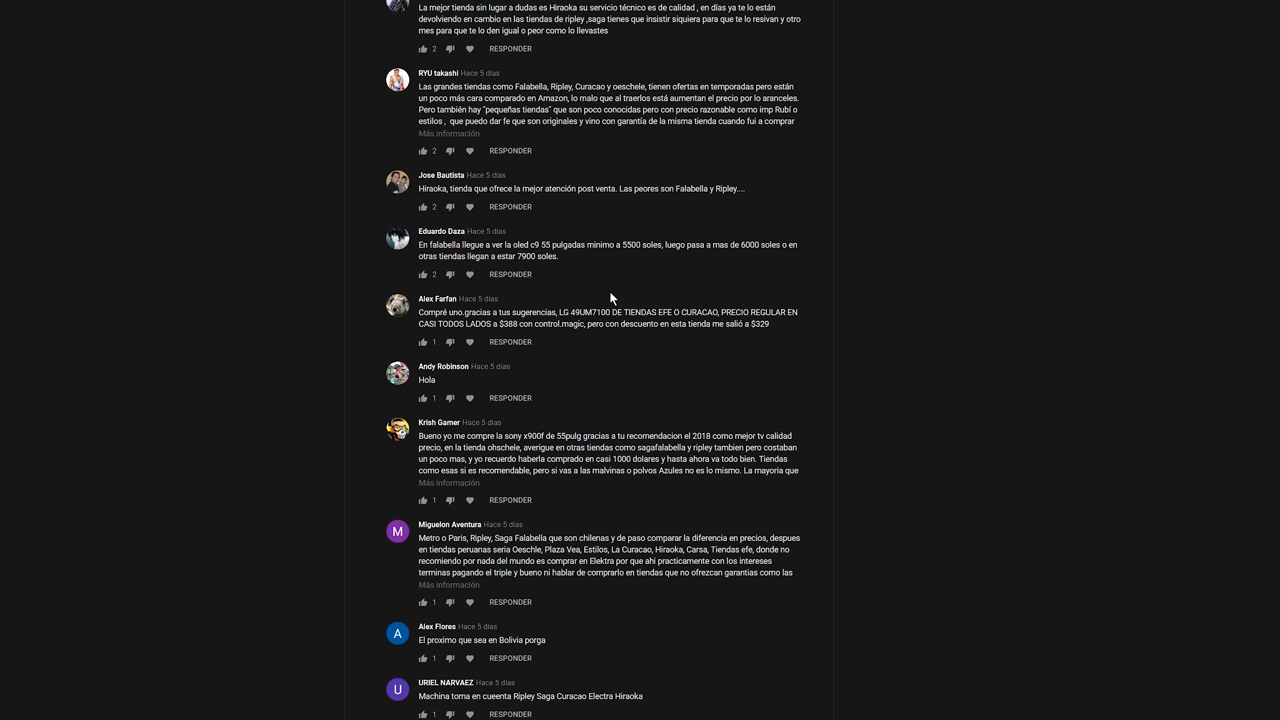 La mejor tienda sin lugar a dudas es Hiraoka su servicio técnico es de calidad , en días ya te lo están
devolviendo en cambio en las tiendas de ripley ,saga tienes que insistir siquiera para que te lo resivan y otro
mes para que te lo den igual o peor como lo llevastes
2 RESPONDER
RYU takashi Hace 5 días
Las grandes tiendas como Falabella, Ripley, Curacao y oeschele, tienen ofertas en temporadas pero están
un poco más cara comparado en Amazon, lo malo que al traerlos está aumentan el precio por lo aranceles.
Pero también hay "pequeñas tiendas" que son poco conocidas pero con precio razonable como imp Rubí o
estilos , que puedo dar fe que son originales y vino con garantía de la misma tienda cuando fui a comprar
Más información
2 RESPONDER
Jose Bautista Hace 5 días
Hiraoka, tienda que ofrece la mejor atención post venta. Las peores son Falabella y Ripley....
2 RESPONDER
Eduardo Daza Hace 5 días
En falabella llegue a ver la oled c9 55 pulgadas minimo a 5500 soles, luego pasa a mas de 6000 soles o en
otras tiendas llegan a estar 7900 soles.
2 RESPONDER
Alex Farfan Hace 5 días
Compré uno.gracias a tus sugerencias, LG 49UM7100 DE TIENDAS EFE O CURACAO, PRECIO REGULAR EN
CASI TODOS LADOS a $388 con control.magic, pero con descuento en esta tienda me salió a $329
1 RESPONDER
Andy Robinson Hace 5 días
Hola
1 RESPONDER
Krish Gamer Hace 5 días
Bueno yo me compre la sony x900f de 55pulg gracias a tu recomendacion el 2018 como mejor tv calidad
precio, en la tienda ohschele, averigue en otras tiendas como sagafalabella y ripley tambien pero costaban
un poco mas, y yo recuerdo haberla comprado en casi 1000 dolares y hasta ahora va todo bien. Tiendas
como esas si es recomendable, pero si vas a las malvinas o polvos Azules no es lo mismo. La mayoria que
Más información
1 RESPONDER
M
Miguelon Aventura Hace 5 días
Metro o Paris, Ripley, Saga Falabella que son chilenas y de paso comparar la diferencia en precios, despues
en tiendas peruanas seria Oeschle, Plaza Vea, Estilos, La Curacao, Hiraoka, Carsa, Tiendas efe, donde no
recomiendo por nada del mundo es comprar en Elektra por que ahi practicamente con los intereses
terminas pagando el triple y bueno ni hablar de comprarlo en tiendas que no ofrezcan garantias como las
Más información
1 RESPONDER
A
Alex Flores Hace 5 días
El proximo que sea en Bolivia porga
1 RESPONDER
U
URIEL NARVAEZ Hace 5 días
Machina toma en cueenta Ripley Saga Curacao Electra Hiraoka
1 RESPONDER